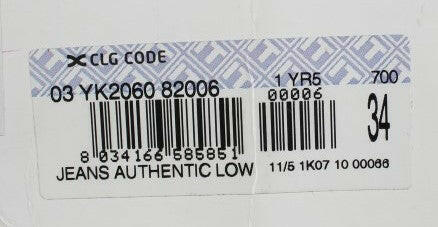 CLG CODE
03 YK2060 82006
1 YR5 700
00006
34
8 034166 585851
JEANS AUTHENTIC LOW
11/5 1K07 10 00066